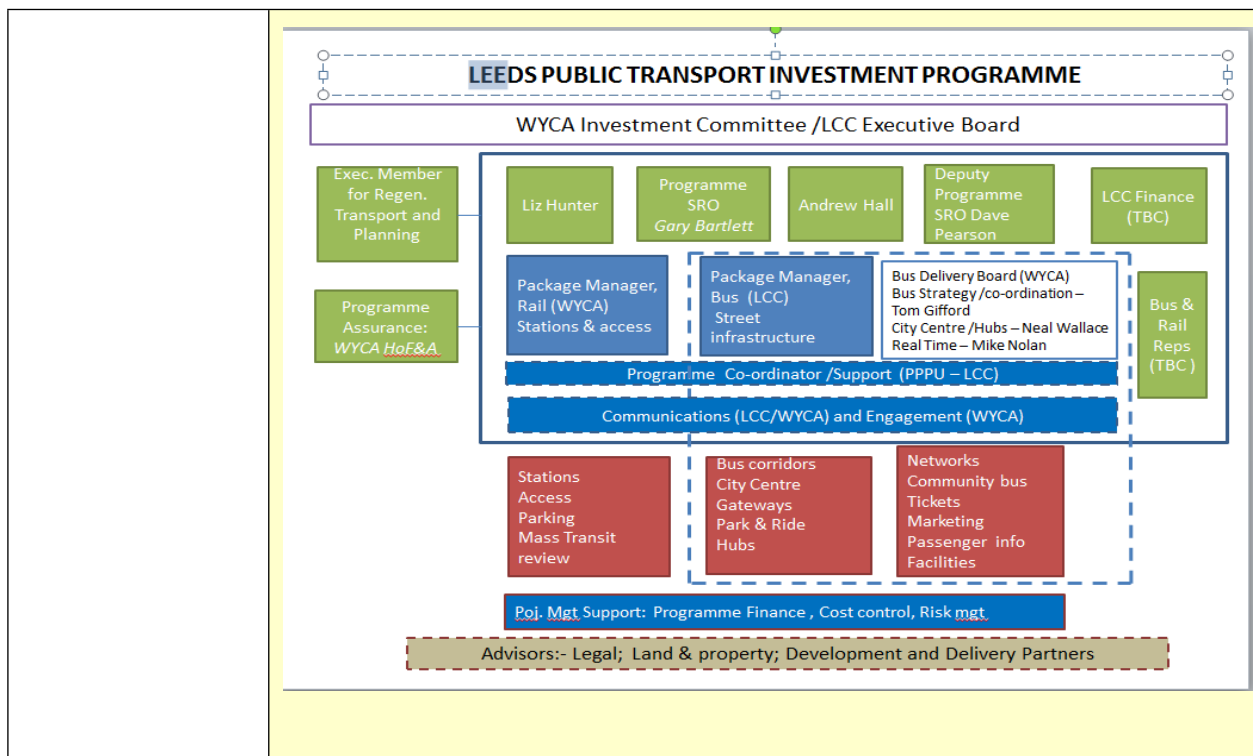 LEEDS PUBLIC TRANSPORT INVESTMENT PROGRAMME
WYCA Investment Committee /LCC Executive Board
Exec. Member
for Regen.
Transport and
Planning
Liz Hunter
Programme
SRO
Gary Bartlett
Andrew Hall
Deputy
Programme
SRO Dave
Pearson
LCC Finance
(TBC)
Programme
Assurance:
WYCA HoF&A
Package Manager,
Rail (WYCA)
Stations & access
Package Manager,
Bus (LCC)
Street
infrastructure
Bus Delivery Board (WYCA)
Bus Strategy /co-ordination –
Tom Gifford
City Centre /Hubs – Neal Wallace
Real Time – Mike Nolan
Bus &
Rail
Reps
(TBC )
Programme Co-ordinator /Support (PPPU – LCC)
Communications (LCC/WYCA) and Engagement (WYCA)
Stations
Access
Parking
Mass Transit
review
Bus corridors
City Centre
Gateways
Park & Ride
Hubs
Networks
Community bus
Tickets
Marketing
Passenger info
Facilities
Poj. Mgt Support: Programme Finance , Cost control, Risk mgt
Advisors:- Legal; Land & property; Development and Delivery Partners